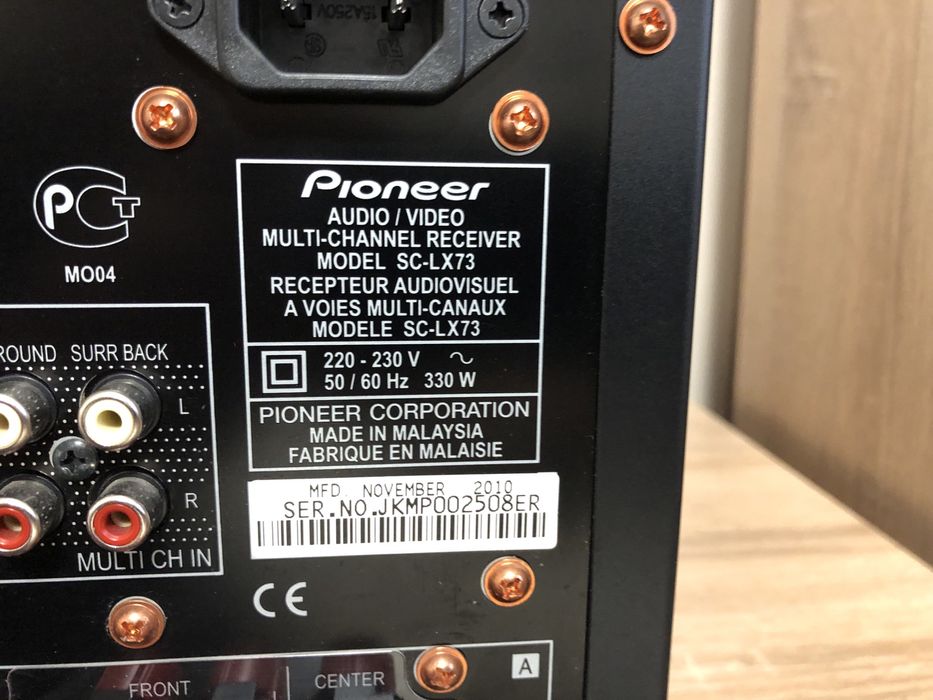 15A250V
Pioneer
AUDIO / VIDEO
MULTI-CHANNEL RECEIVER
MODEL SC-LX73
RECEPTEUR AUDIOVISUEL
A VOIES MULTI-CANAUX
MODELE SC-LX73
220 - 230 V ~
50 / 60 Hz 330 W
PIONEER CORPORATION
MADE IN MALAYSIA
FABRIQUE EN MALAISIE
MFD. NOVEMBER 2010
SER.NO.JKMP002508ER
CE
PCT
MO04
ROUND SURR BACK
L
R
MULTI CH IN
FRONT
CENTER
A